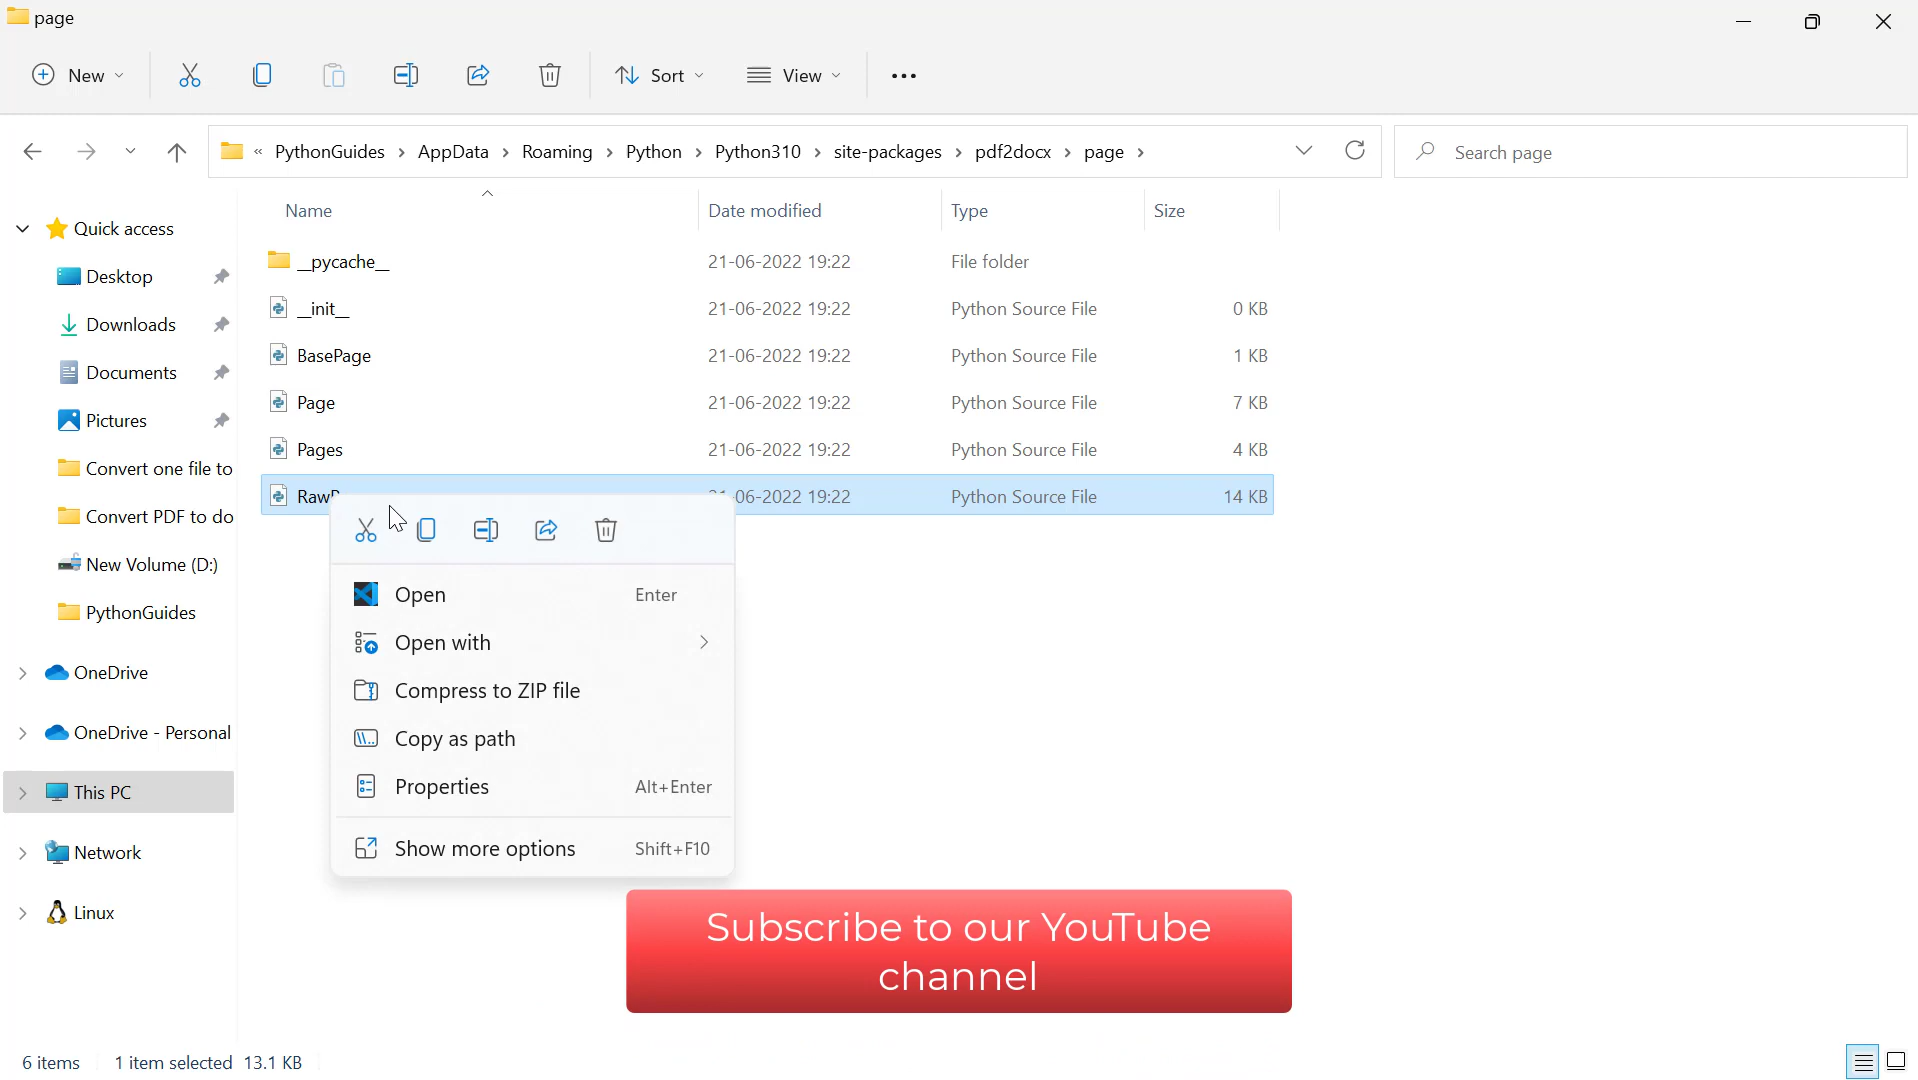 page
New
Sort
View
« PythonGuides > AppData > Roaming > Python > Python310 > site-packages > pdf2docx > page >
Search page
Name Date modified Type Size
Quick access
Desktop
Downloads
Documents
Pictures
Convert one file to
Convert PDF to do
New Volume (D:)
PythonGuides
OneDrive
OneDrive - Personal
This PC
Network
Linux
__pycache__ 21-06-2022 19:22 File folder
__init__ 21-06-2022 19:22 Python Source File 0 KB
BasePage 21-06-2022 19:22 Python Source File 1 KB
Page 21-06-2022 19:22 Python Source File 7 KB
Pages 21-06-2022 19:22 Python Source File 4 KB
-06-2022 19:22 Python Source File 14 KB
Open Enter
Open with
Compress to ZIP file
Copy as path
Properties Alt+Enter
Show more options Shift+F10
Subscribe to our YouTube
channel
6 items 1 item selected 13.1 KB